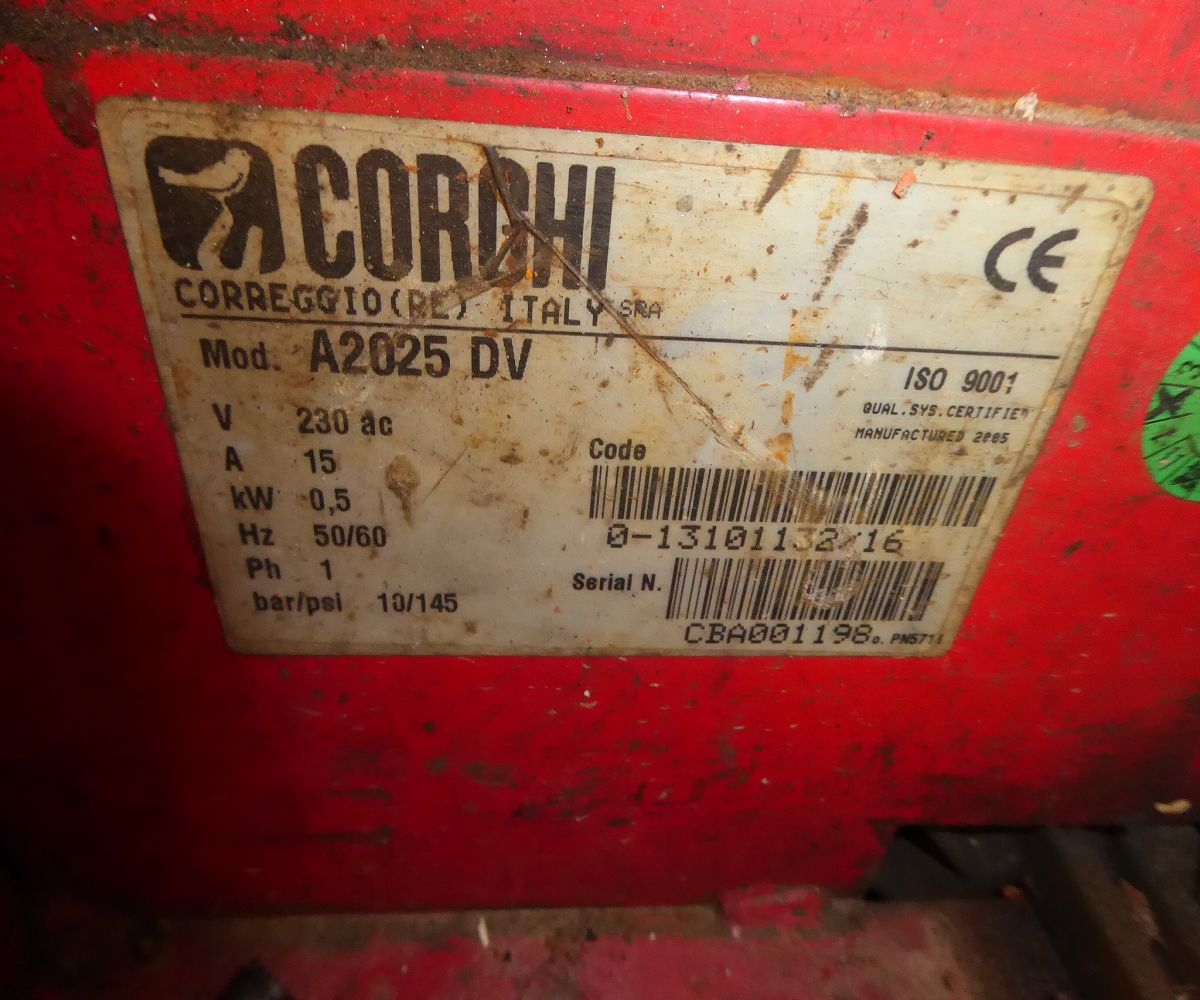 CORGHI
CORREGGIO(RE) ITALY SRA
CE
Mod. A2025 DV
ISO 9001
QUAL.SYS.CERTIFIED
MANUFACTURED 2005
V 230 ac
A 15
kW 0,5
Hz 50/60
Ph 1
bar/psi 10/145
Code
0-13101132/16
Serial N.
CBA001198